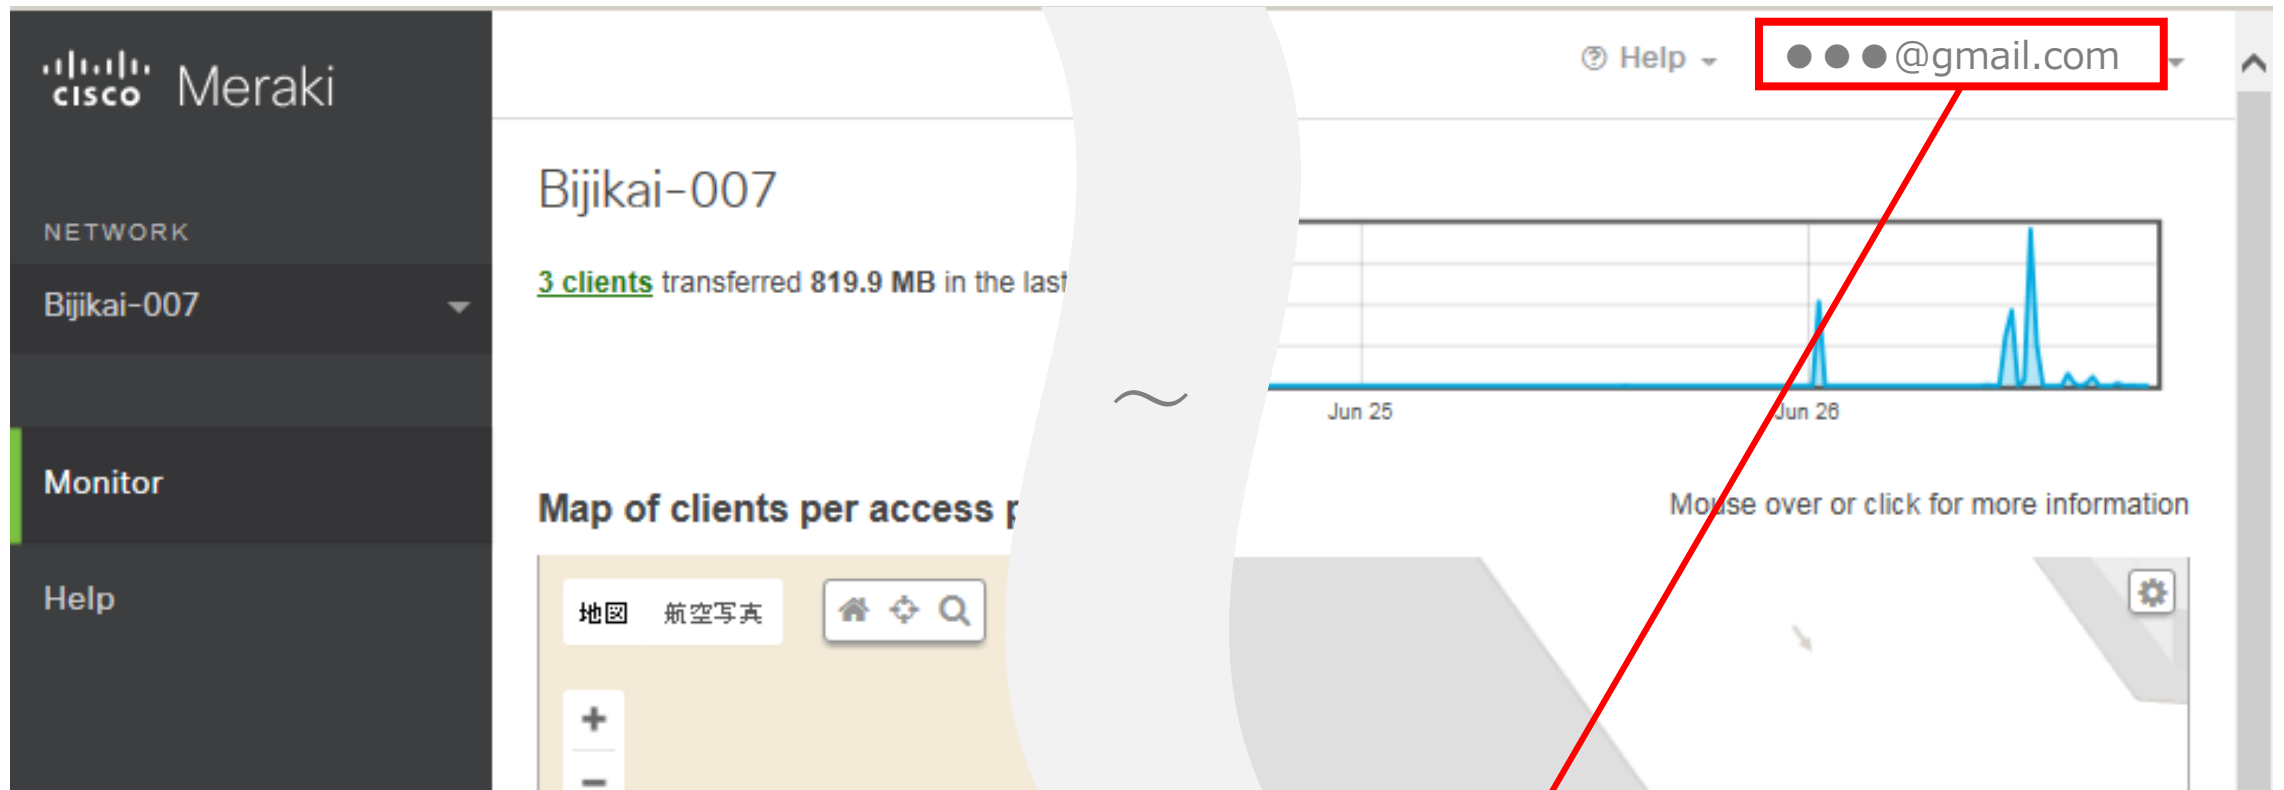 cisco Meraki
Help
●●●@gmail.com
NETWORK
Bijikai-007
Monitor
Help
Bijikai-007
3 clients transferred 819.9 MB in the last
~
Jun 25
Jun 26
Map of clients per access p
Mouse over or click for more information
地図 航空写真
+
−